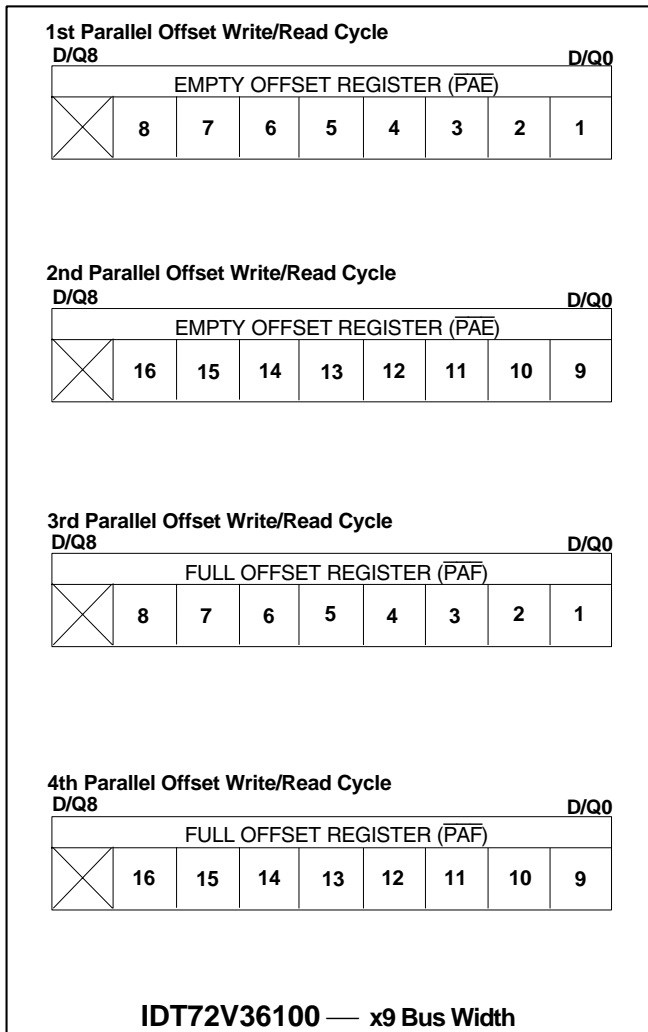 1st Parallel Offset Write/Read Cycle
D/Q8 D/Q0
EMPTY OFFSET REGISTER (P̅A̅E̅)
8 7 6 5 4 3 2 1
2nd Parallel Offset Write/Read Cycle
D/Q8 D/Q0
EMPTY OFFSET REGISTER (P̅A̅E̅)
16 15 14 13 12 11 10 9
3rd Parallel Offset Write/Read Cycle
D/Q8 D/Q0
FULL OFFSET REGISTER (P̅A̅F̅)
8 7 6 5 4 3 2 1
4th Parallel Offset Write/Read Cycle
D/Q8 D/Q0
FULL OFFSET REGISTER (P̅A̅F̅)
16 15 14 13 12 11 10 9
IDT72V36100 — x9 Bus Width